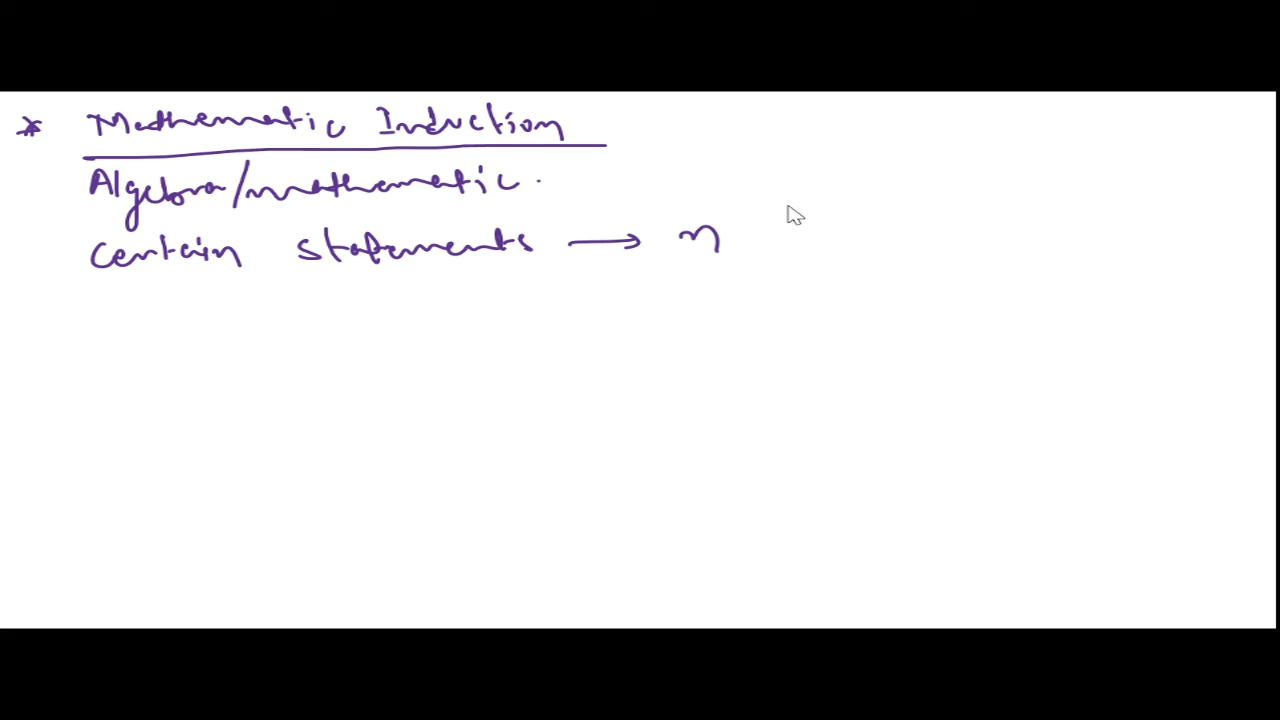 * Mathematic Induction
Algebra/mathematic.
certain statements → n